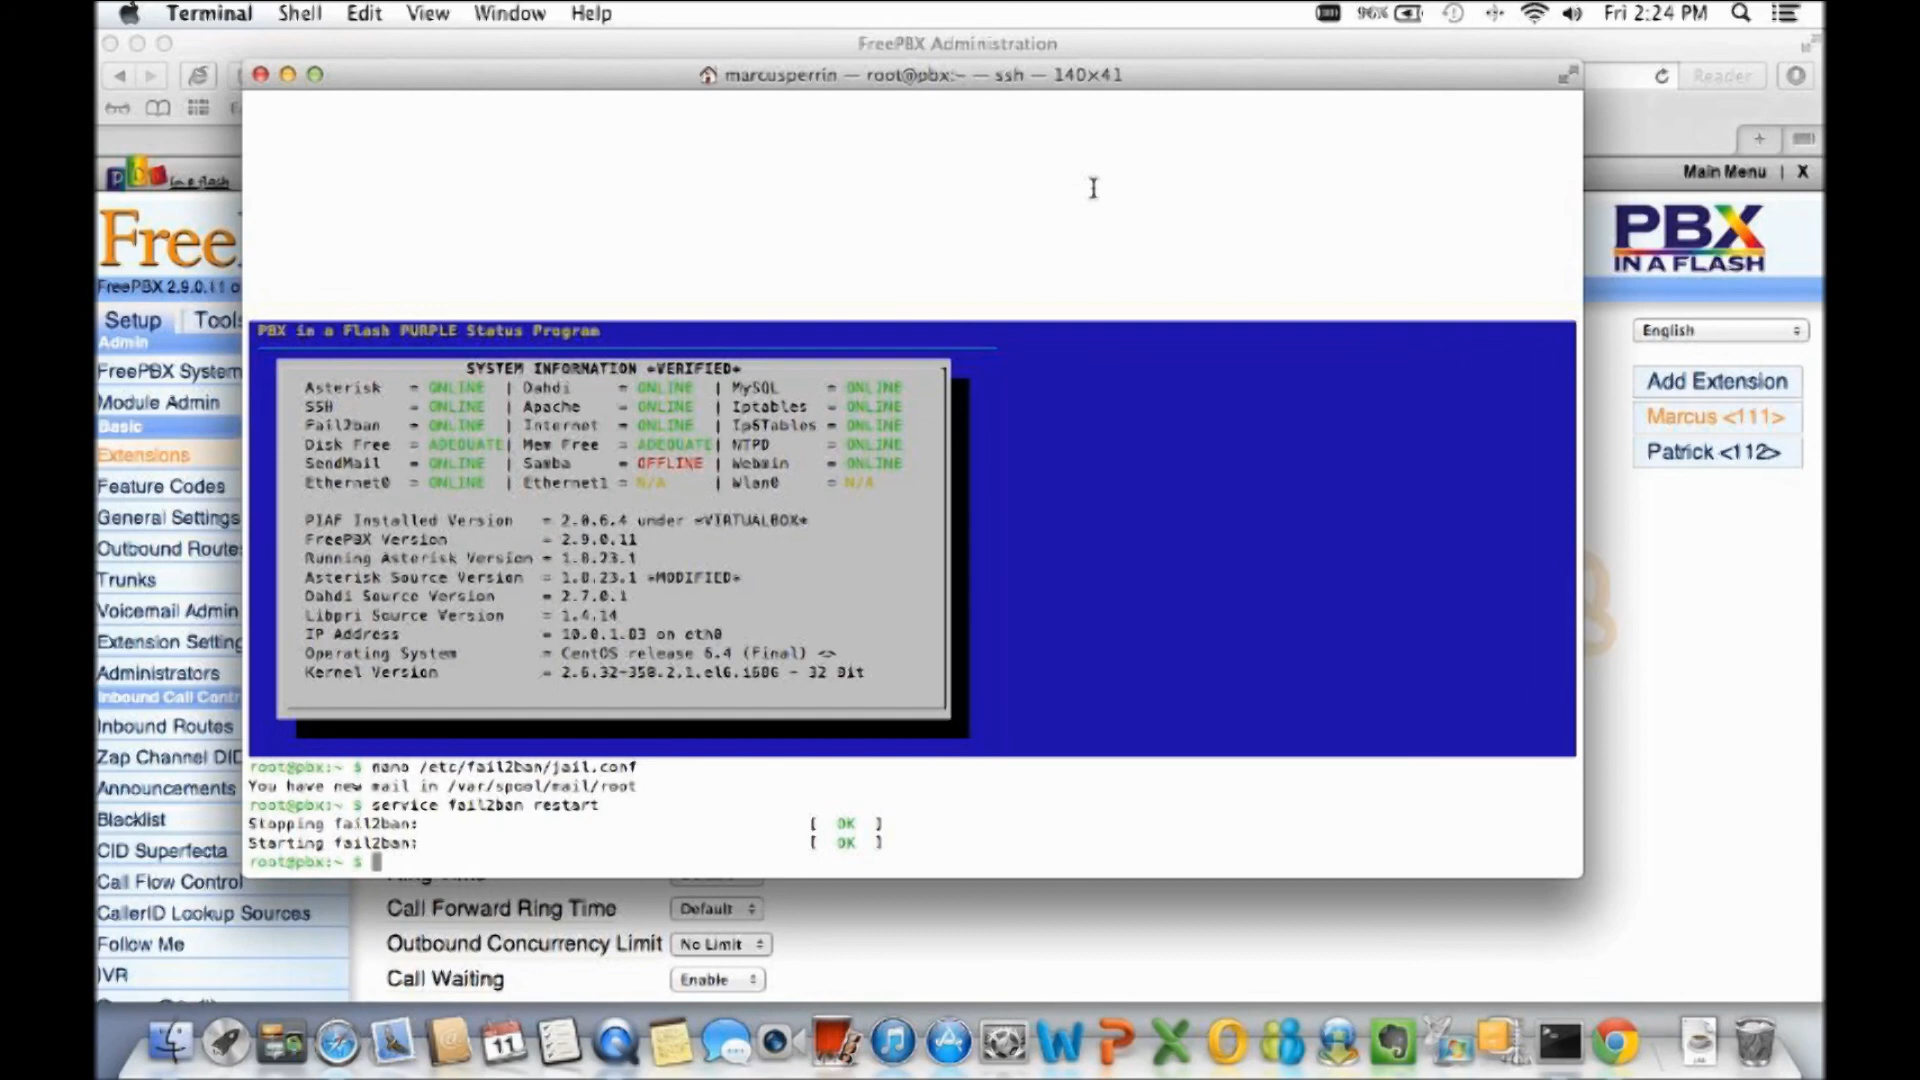 Terminal Shell Edit View Window Help 96% Fri 2:24 PM
FreePBX Administration
marcusperrin — root@pbx:~ — ssh — 140×41
Reader
Main Menu | X
pbx in a flash
Free
PBX
IN A FLASH
FreePBX 2.9.0.11 o
Setup Tools
English
Admin
FreePBX System
Module Admin
Basic
Extensions
Feature Codes
General Settings
Outbound Route
Trunks
Voicemail Admin
Extension Setting
Administrators
Inbound Call Contr
Inbound Routes
Zap Channel DID
Announcements
Blacklist
CID Superfecta
Call Flow Control
CallerID Lookup Sources
Follow Me
IVR
Add Extension
Marcus <111>
Patrick <112>
PBX in a Flash PURPLE Status Program
SYSTEM INFORMATION *VERIFIED*
Asterisk = ONLINE | Dahdi = ONLINE | MySQL = ONLINE
SSH = ONLINE | Apache = ONLINE | Iptables = ONLINE
Fail2ban = ONLINE | Internet = ONLINE | Ip6Tables = ONLINE
Disk Free = ADEQUATE| Mem Free = ADEQUATE| NTPD = ONLINE
SendMail = ONLINE | Samba = OFFLINE | Webmin = ONLINE
Ethernet0 = ONLINE | Ethernet1 = N/A | Wlan0 = N/A
PIAF Installed Version = 2.0.6.4 under *VIRTUALBOX*
FreePBX Version = 2.9.0.11
Running Asterisk Version = 1.8.23.1
Asterisk Source Version = 1.8.23.1 *MODIFIED*
Dahdi Source Version = 2.7.0.1
Libpri Source Version = 1.4.14
IP Address = 10.0.1.83 on eth0
Operating System = CentOS release 6.4 (Final) <>
Kernel Version = 2.6.32-358.2.1.el6.i686 - 32 Bit
root@pbx:~ $ nano /etc/fail2ban/jail.conf
You have new mail in /var/spool/mail/root
root@pbx:~ $ service fail2ban restart
Stopping fail2ban: [ OK ]
Starting fail2ban: [ OK ]
root@pbx:~ $
Call Forward Ring Time Default
Outbound Concurrency Limit No Limit
Call Waiting Enable
11